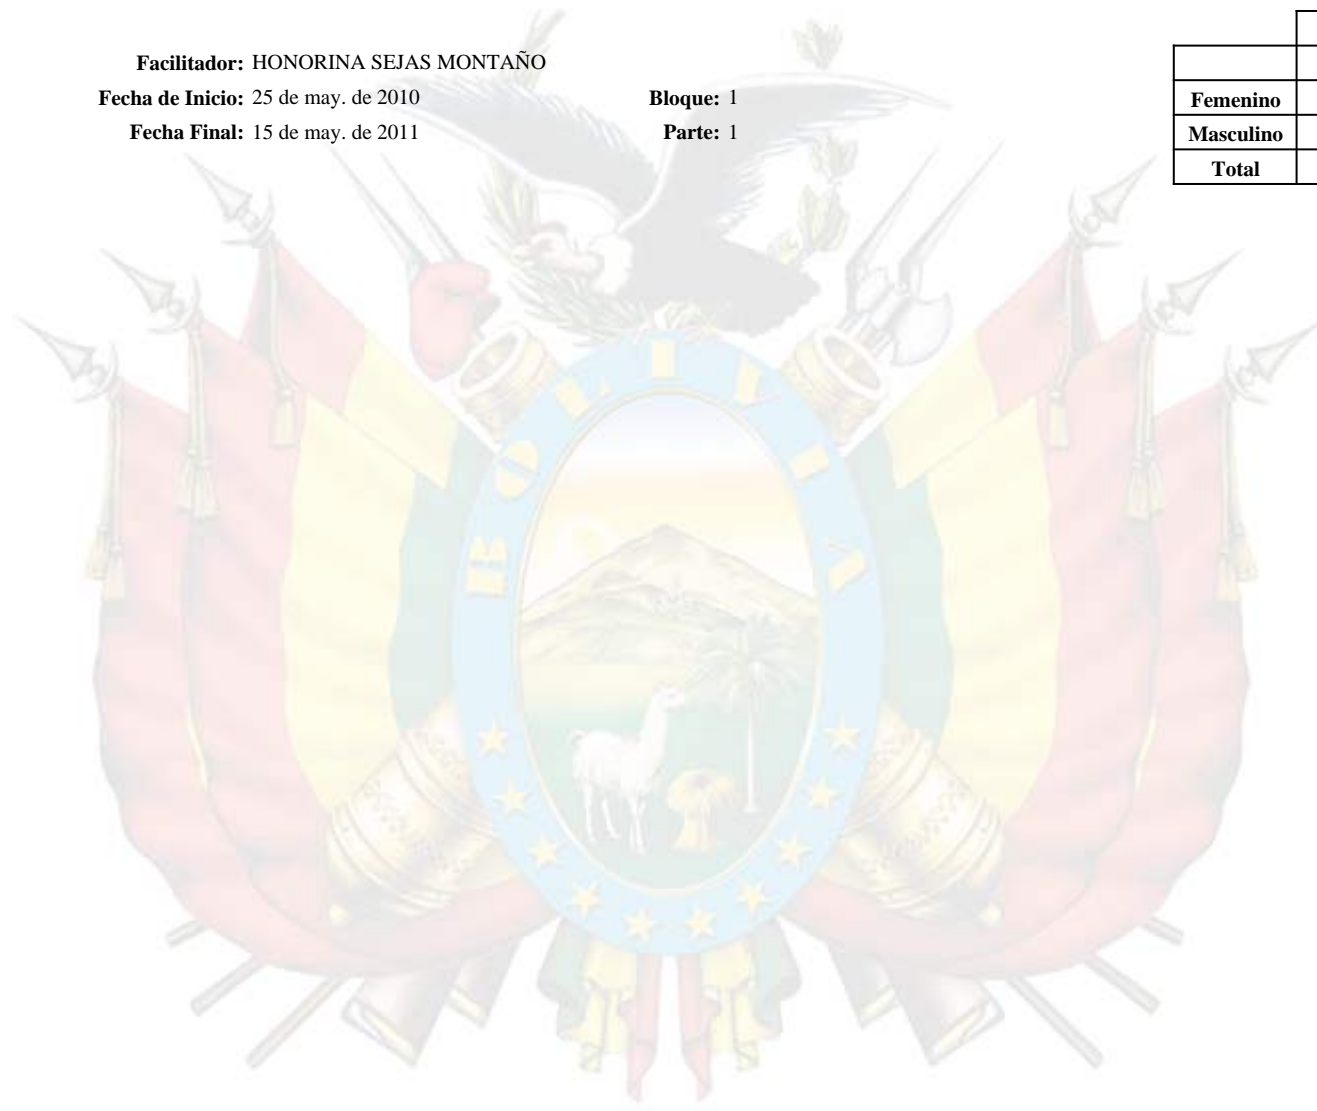 Facilitador: HONORINA SEJAS MONTAÑO
Fecha de Inicio: 25 de may. de 2010 Bloque: 1
Fecha Final: 15 de may. de 2011 Parte: 1
Femenino
Masculino
Total
BOLIVIA